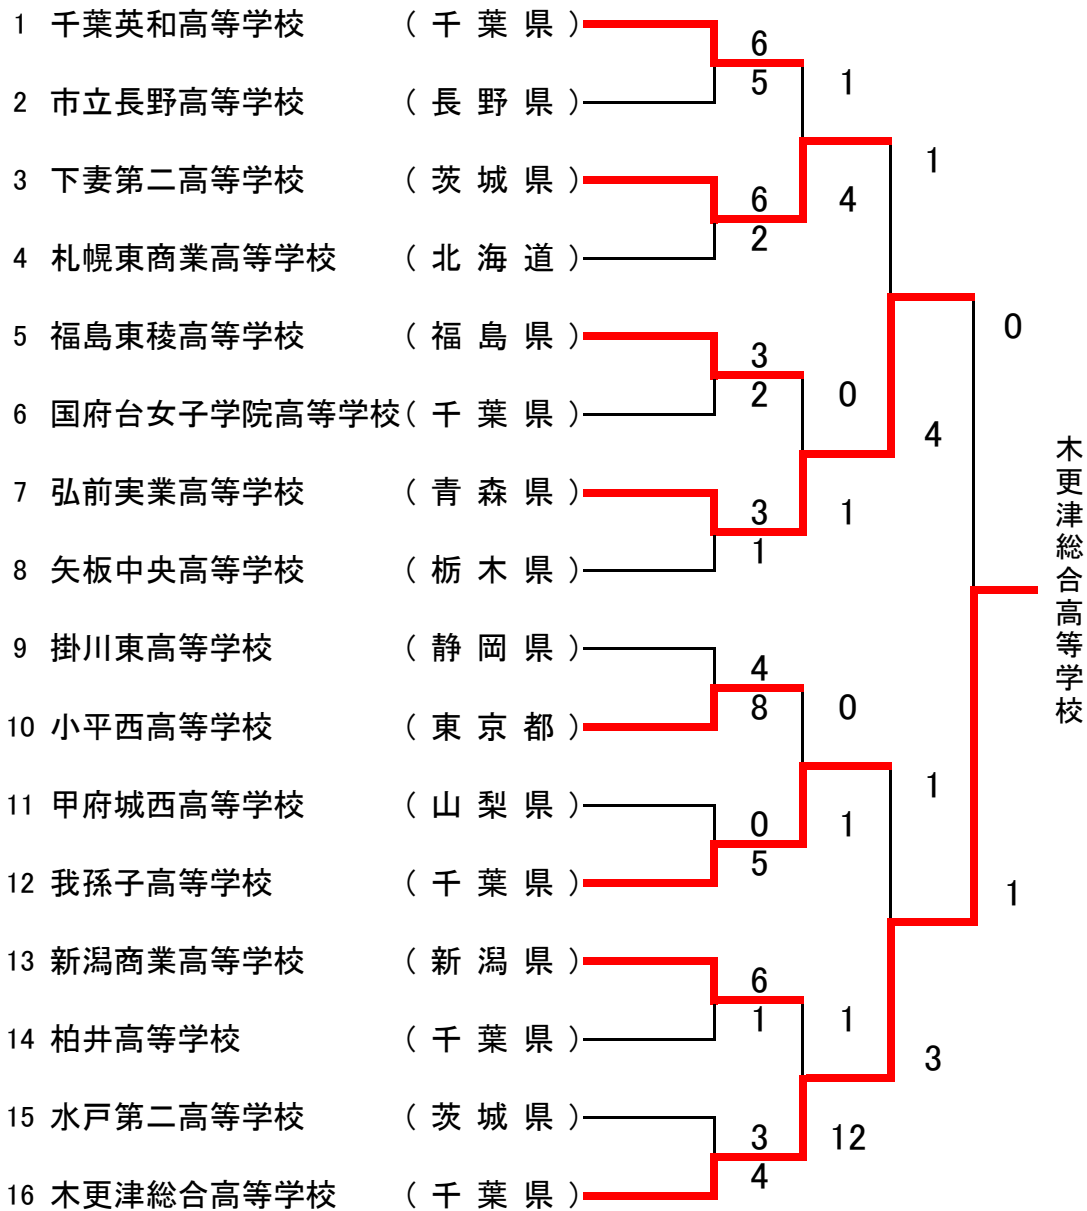 1 千葉英和高等学校 (千葉県)
2 市立長野高等学校 (長野県)
3 下妻第二高等学校 (茨城県)
4 札幌東商業高等学校 (北海道)
5 福島東稜高等学校 (福島県)
6 国府台女子学院高等学校 (千葉県)
7 弘前実業高等学校 (青森県)
8 矢板中央高等学校 (栃木県)
9 掛川東高等学校 (静岡県)
10 小平西高等学校 (東京都)
11 甲府城西高等学校 (山梨県)
12 我孫子高等学校 (千葉県)
13 新潟商業高等学校 (新潟県)
14 柏井高等学校 (千葉県)
15 水戸第二高等学校 (茨城県)
16 木更津総合高等学校 (千葉県)
6
5
6
2
3
2
3
1
4
8
0
5
6
1
3
4
1
4
0
1
0
1
1
12
1
4
1
3
0
1
木更津総合高等学校